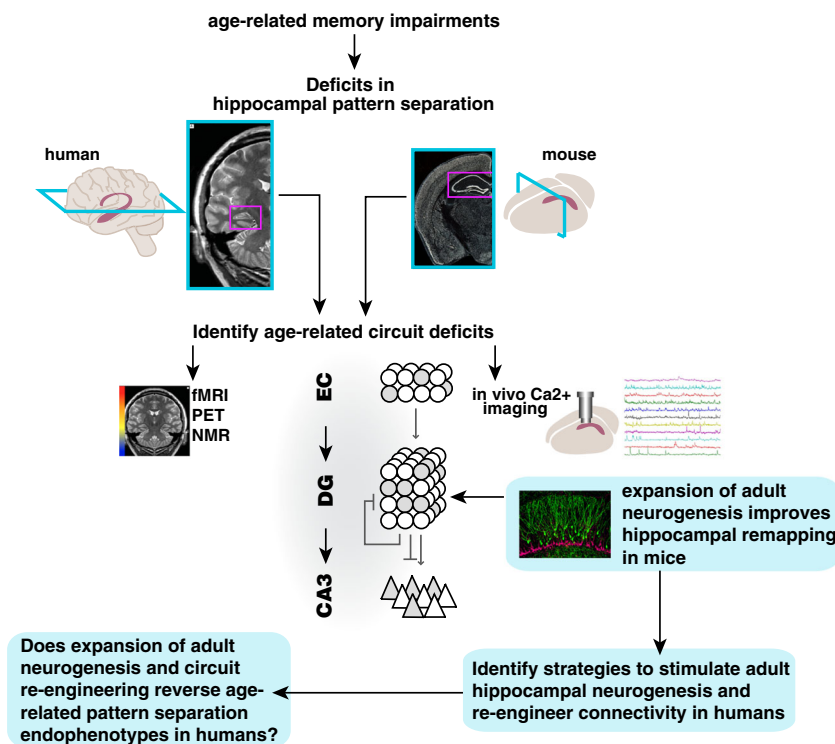 age-related memory impairments
Deficits in
hippocampal pattern separation
human
mouse
Identify age-related circuit deficits
fMRI
PET
NMR
EC
DG
CA3
in vivo Ca2+
imaging
expansion of adult
neurogenesis improves
hippocampal remapping
in mice
Identify strategies to stimulate adult
hippocampal neurogenesis and
re-engineer connectivity in humans
Does expansion of adult
neurogenesis and circuit
re-engineering reverse age-
related pattern separation
endophenotypes in humans?